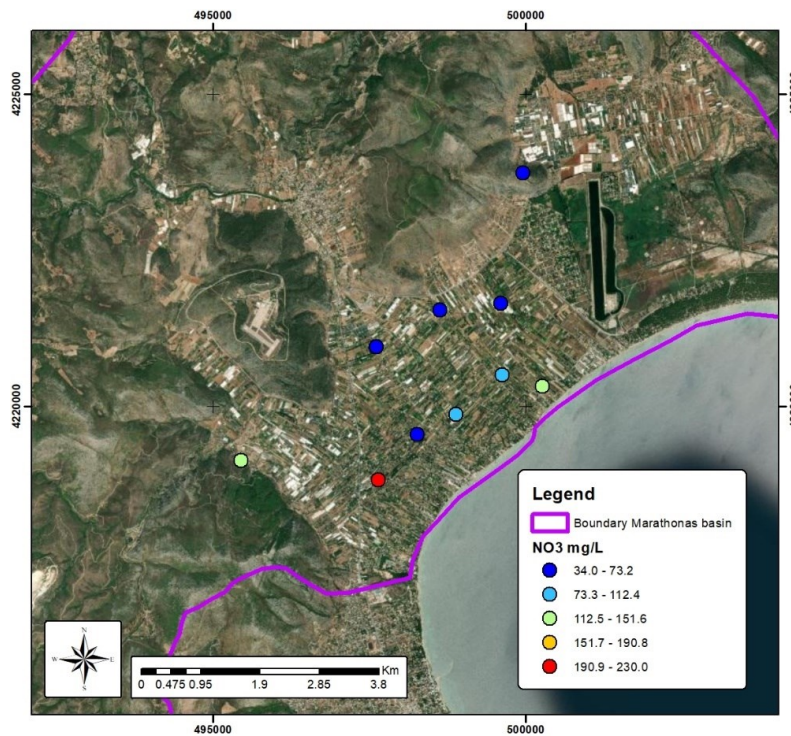 495000 500000
4225000
4220000
Legend
Boundary Marathonas basin
NO3 mg/L
34.0 - 73.2
73.3 - 112.4
112.5 - 151.6
151.7 - 190.8
190.9 - 230.0
N
W E
S
Km
0 0.475 0.95 1.9 2.85 3.8
495000 500000